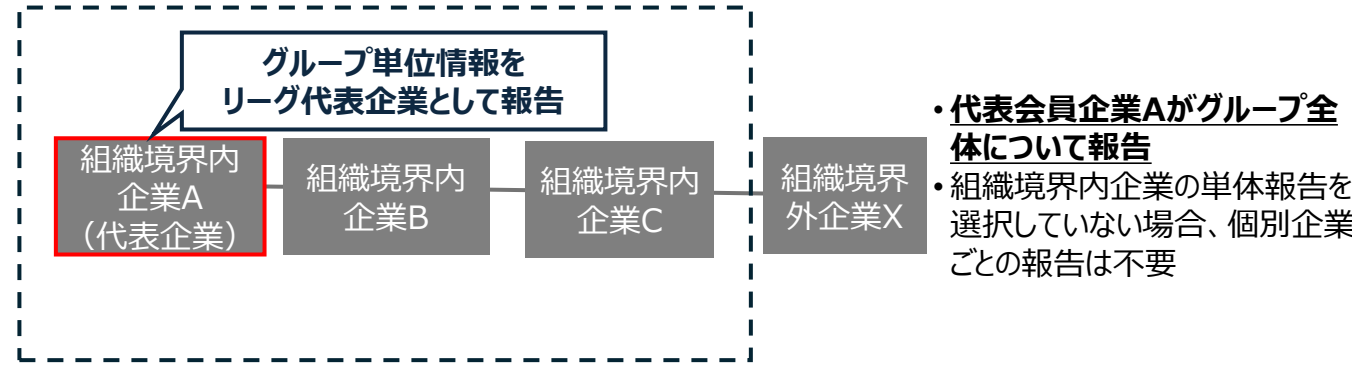 グループ単位情報を
リーグ代表企業として報告
組織境界内
企業A
（代表企業）
組織境界内
企業B
組織境界内
企業C
組織境界
外企業X
• 代表会員企業Aがグループ全
体について報告
• 組織境界内企業の単体報告を
選択していない場合、個別企業
ごとの報告は不要